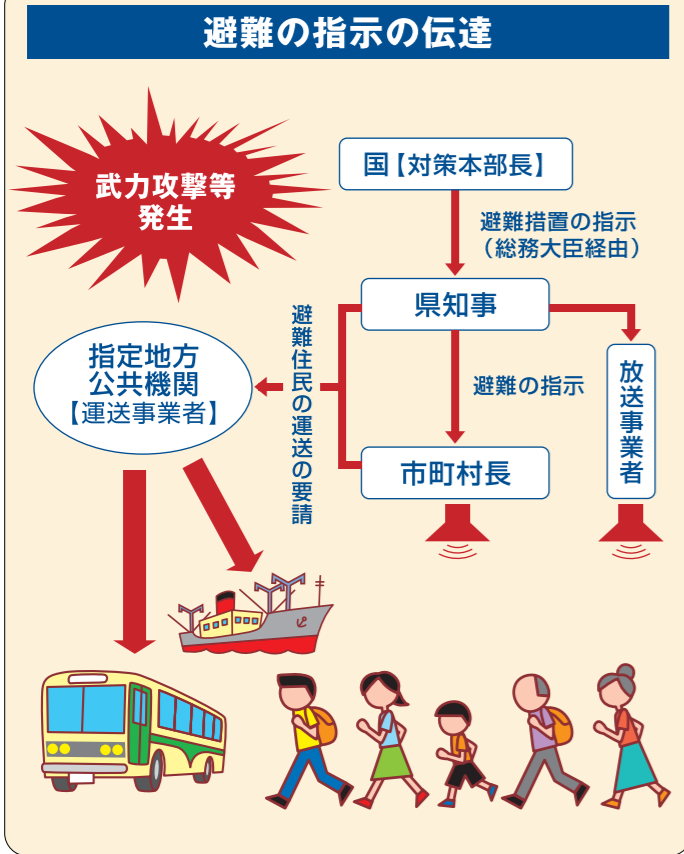 避難の指示の伝達
武力攻撃等
発生
国【対策本部長】
避難措置の指示
（総務大臣経由）
県知事
避難住民の運送の要請
指定地方
公共機関
【運送事業者】
避難の指示
放送事業者
市町村長